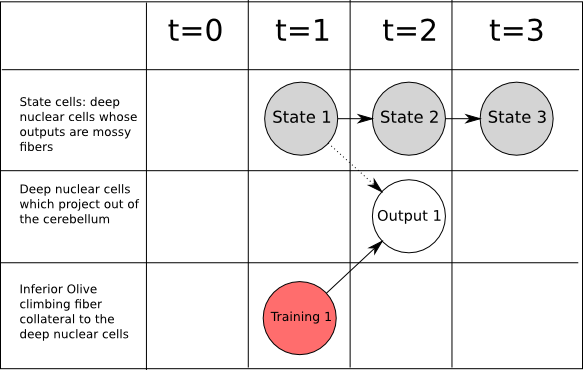 t=0 t=1 t=2 t=3
State cells: deep
nuclear cells whose
outputs are mossy
fibers
State 1 State 2 State 3
Deep nuclear cells
which project out of
the cerebellum
Output 1
Inferior Olive
climbing fiber
collateral to the
deep nuclear cells
Training 1